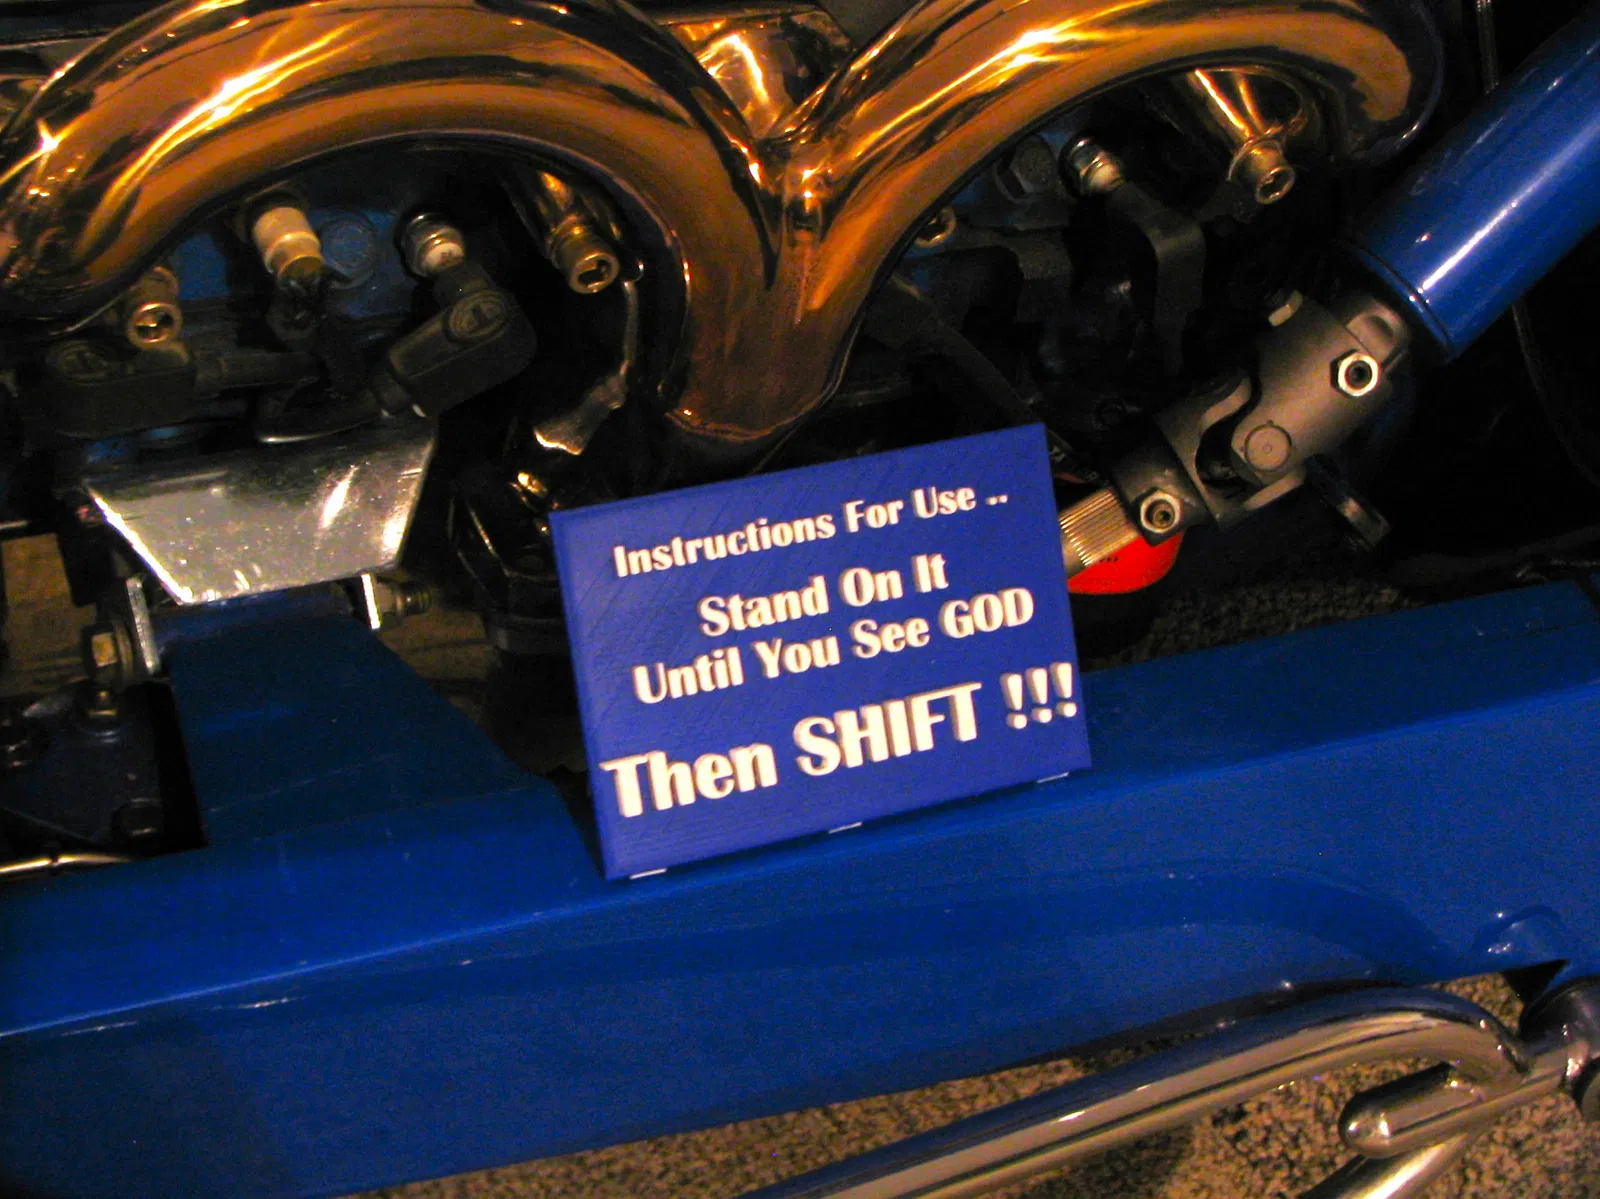 Instructions For Use ..
Stand On It
Until You See GOD
Then SHIFT !!!